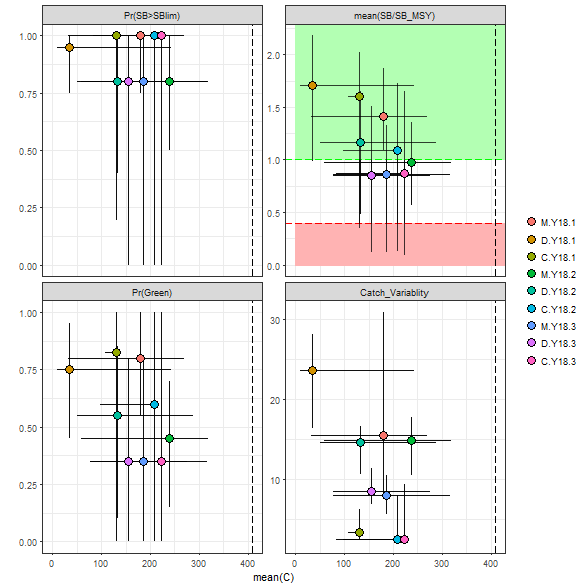 Pr(SB>SBlim)
mean(SB/SB_MSY)
1.00
0.75
0.50
0.25
0.00
2.0
1.5
1.0
0.5
0.0
Pr(Green)
Catch_Variablity
1.00
0.75
0.50
0.25
0.00
30
20
10
0 100 200 300 400
0 100 200 300 400
mean(C)
M.Y18.1
D.Y18.1
C.Y18.1
M.Y18.2
D.Y18.2
C.Y18.2
M.Y18.3
D.Y18.3
C.Y18.3